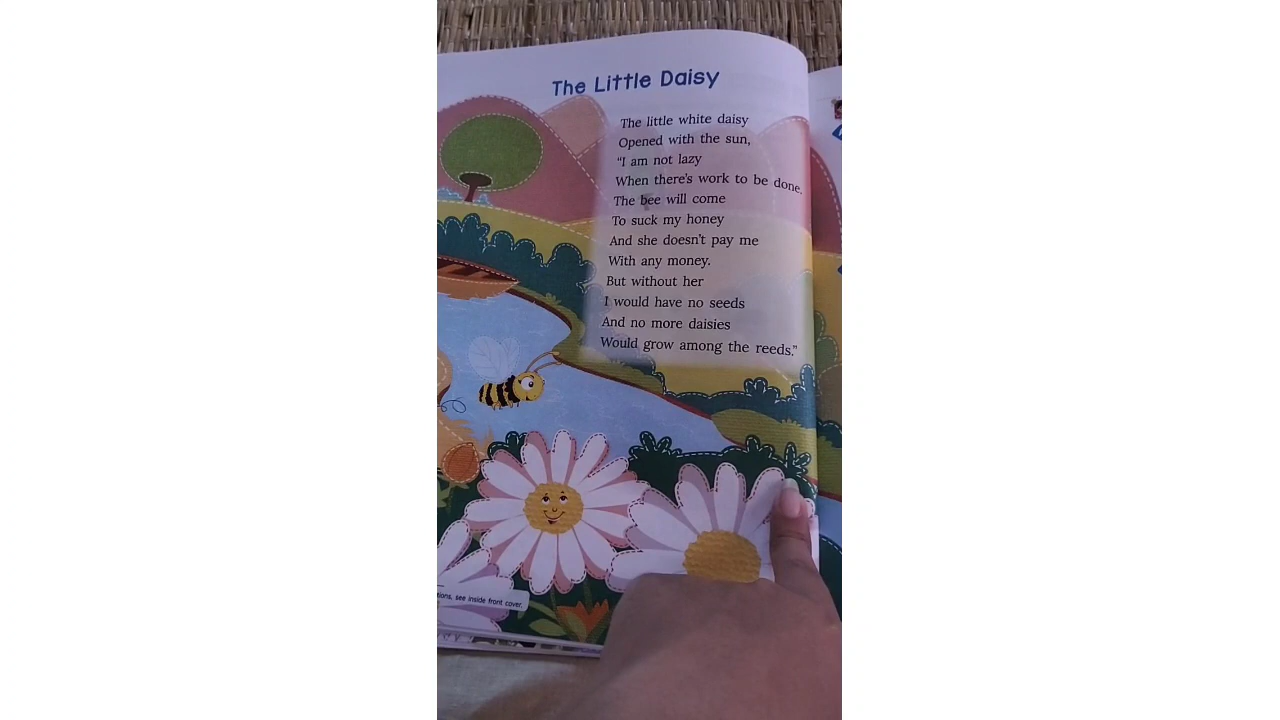 The Little Daisy
The little white daisy
Opened with the sun,
“I am not lazy
When there’s work to be done.
The bee will come
To suck my honey
And she doesn’t pay me
With any money.
But without her
I would have no seeds
And no more daisies
Would grow among the reeds.”
see inside front cover.